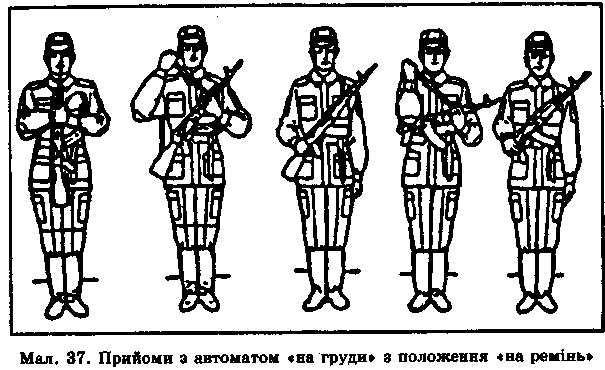 Мал. 37. Прийоми з автоматом «на груди» з положення «на ремінь»